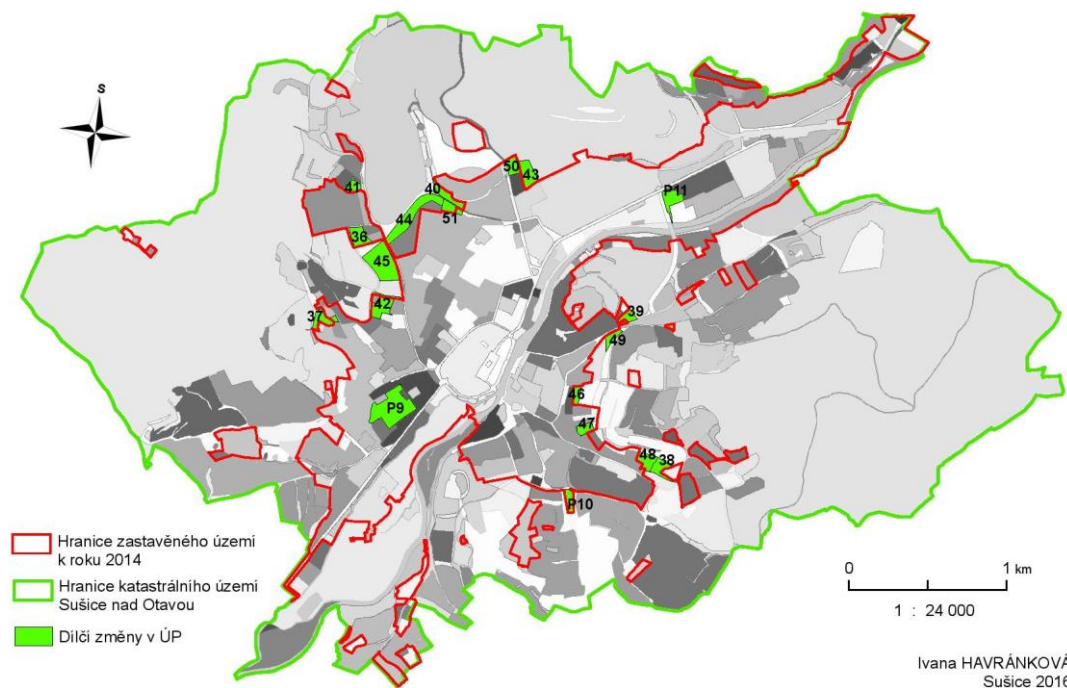 S
50
43
41
40
P11
51
44
36
45
42
37
39
49
46
P9
47
48
38
P10
Hranice zastavěného území
k roku 2014
Hranice katastrálního území
Sušice nad Otavou
Dílčí změny v ÚP
0 1 km
1 : 24 000
Ivana HAVRÁNKOVÁ
Sušice 2016